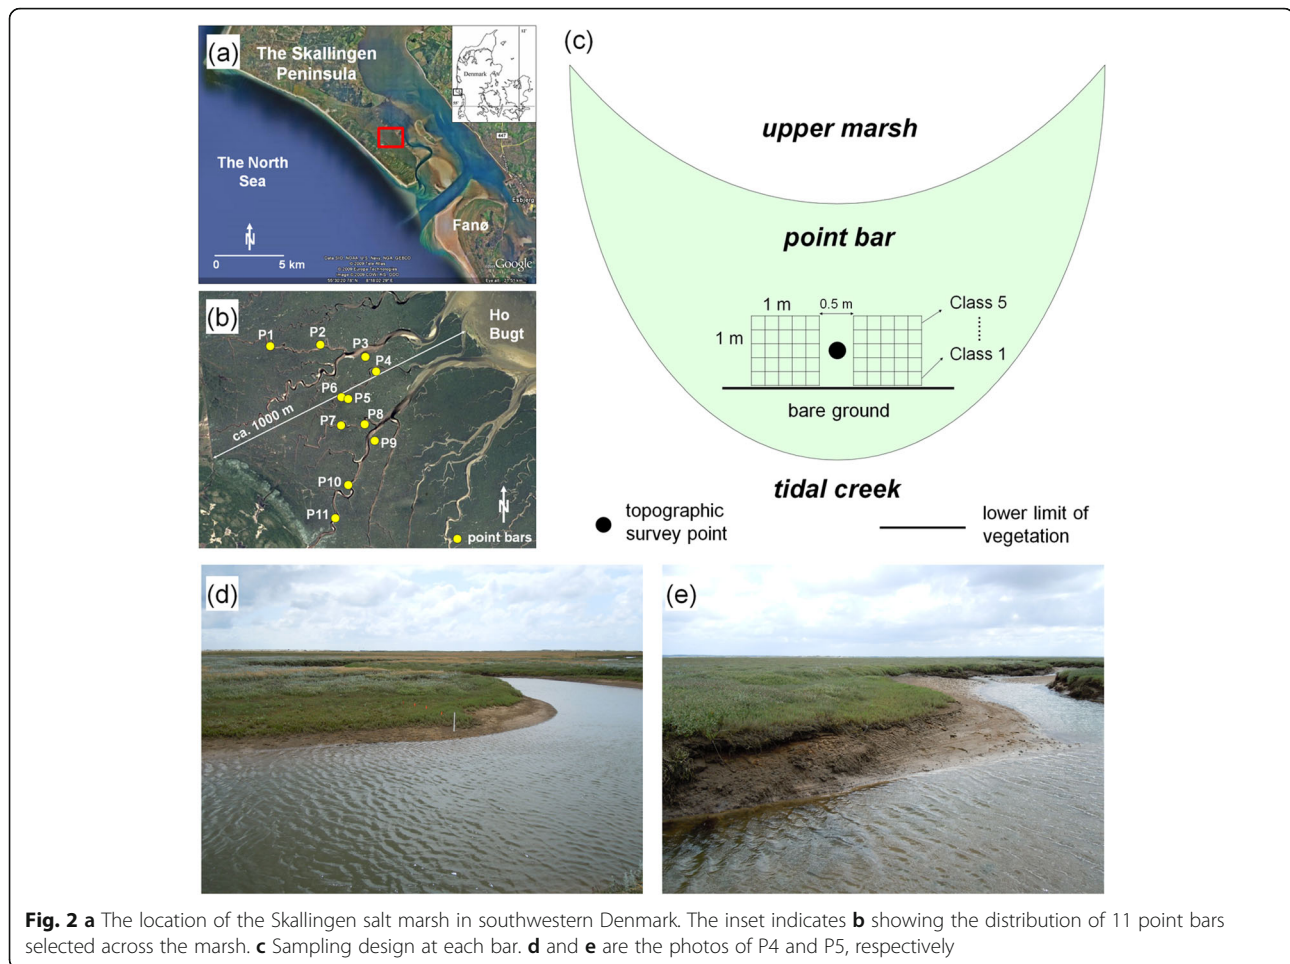 (a)
The Skallingen
Peninsula
Denmark
447
The North
Sea
Esbjerg
Fanø
N
0 5 km
Google
(b)
Ho
Bugt
P1
P2
P3
P4
P6
P5
ca. 1000 m
P7
P8
P9
P10
P11
N
point bars
(c)
upper marsh
point bar
1 m
0.5 m
Class 5
1 m
Class 1
bare ground
tidal creek
topographic
survey point
lower limit of
vegetation
(d)
(e)
Fig. 2 a The location of the Skallingen salt marsh in southwestern Denmark. The inset indicates b showing the distribution of 11 point bars
selected across the marsh. c Sampling design at each bar. d and e are the photos of P4 and P5, respectively